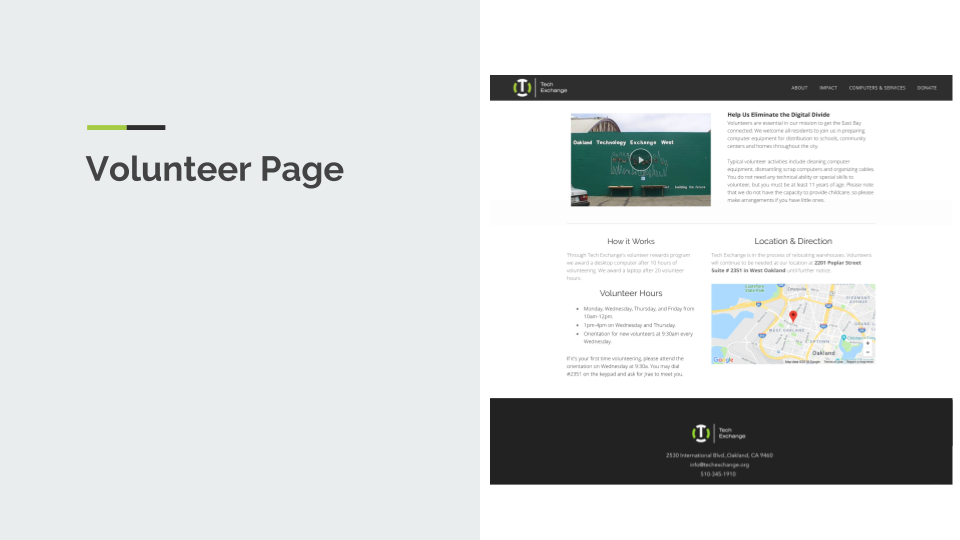 Volunteer Page
Tech
Exchange
ABOUT IMPACT COMPUTERS & SERVICES DONATE
Oakland Technology Exchange West
building the future
Help Us Eliminate the Digital Divide
Volunteers are essential in our mission to get the East Bay
connected. We welcome all residents to join us in preparing
computer equipment for distribution to schools, community
centers and homes throughout the city.
Typical volunteer activities include cleaning computer
equipment, dismantling scrap computers and organizing cables.
You do not need any technical ability or special skills to
volunteer, but you must be at least 11 years of age. Please note
that we do not have the capacity to provide childcare, so please
make arrangements if you have little ones.
How it Works
Through Tech Exchange's volunteer rewards program
we award a desktop computer after 10 hours of
volunteering. We award a laptop after 20 volunteer
hours.
Volunteer Hours
• Monday, Wednesday, Thursday, and Friday from
10am-12pm.
• 1pm-4pm on Wednesday and Thursday.
• Orientation for new volunteers at 9:30am every
Wednesday.
If it's your first time volunteering, please attend the
orientation on Wednesday at 9:30a. You may dial
#2351 on the keypad and ask for Jras to meet you.
Location & Direction
Tech Exchange is in the process of relocating warehouses. Volunteers
will continue to be needed at our location at 2201 Poplar Street
Suite # 2351 in West Oakland until further notice.
Emeryville
WEST OAKLAND
UPTOWN
Oakland
Google
Tech
Exchange
2530 International Blvd, Oakland, CA 9460
info@techexchange.org
510-345-1910